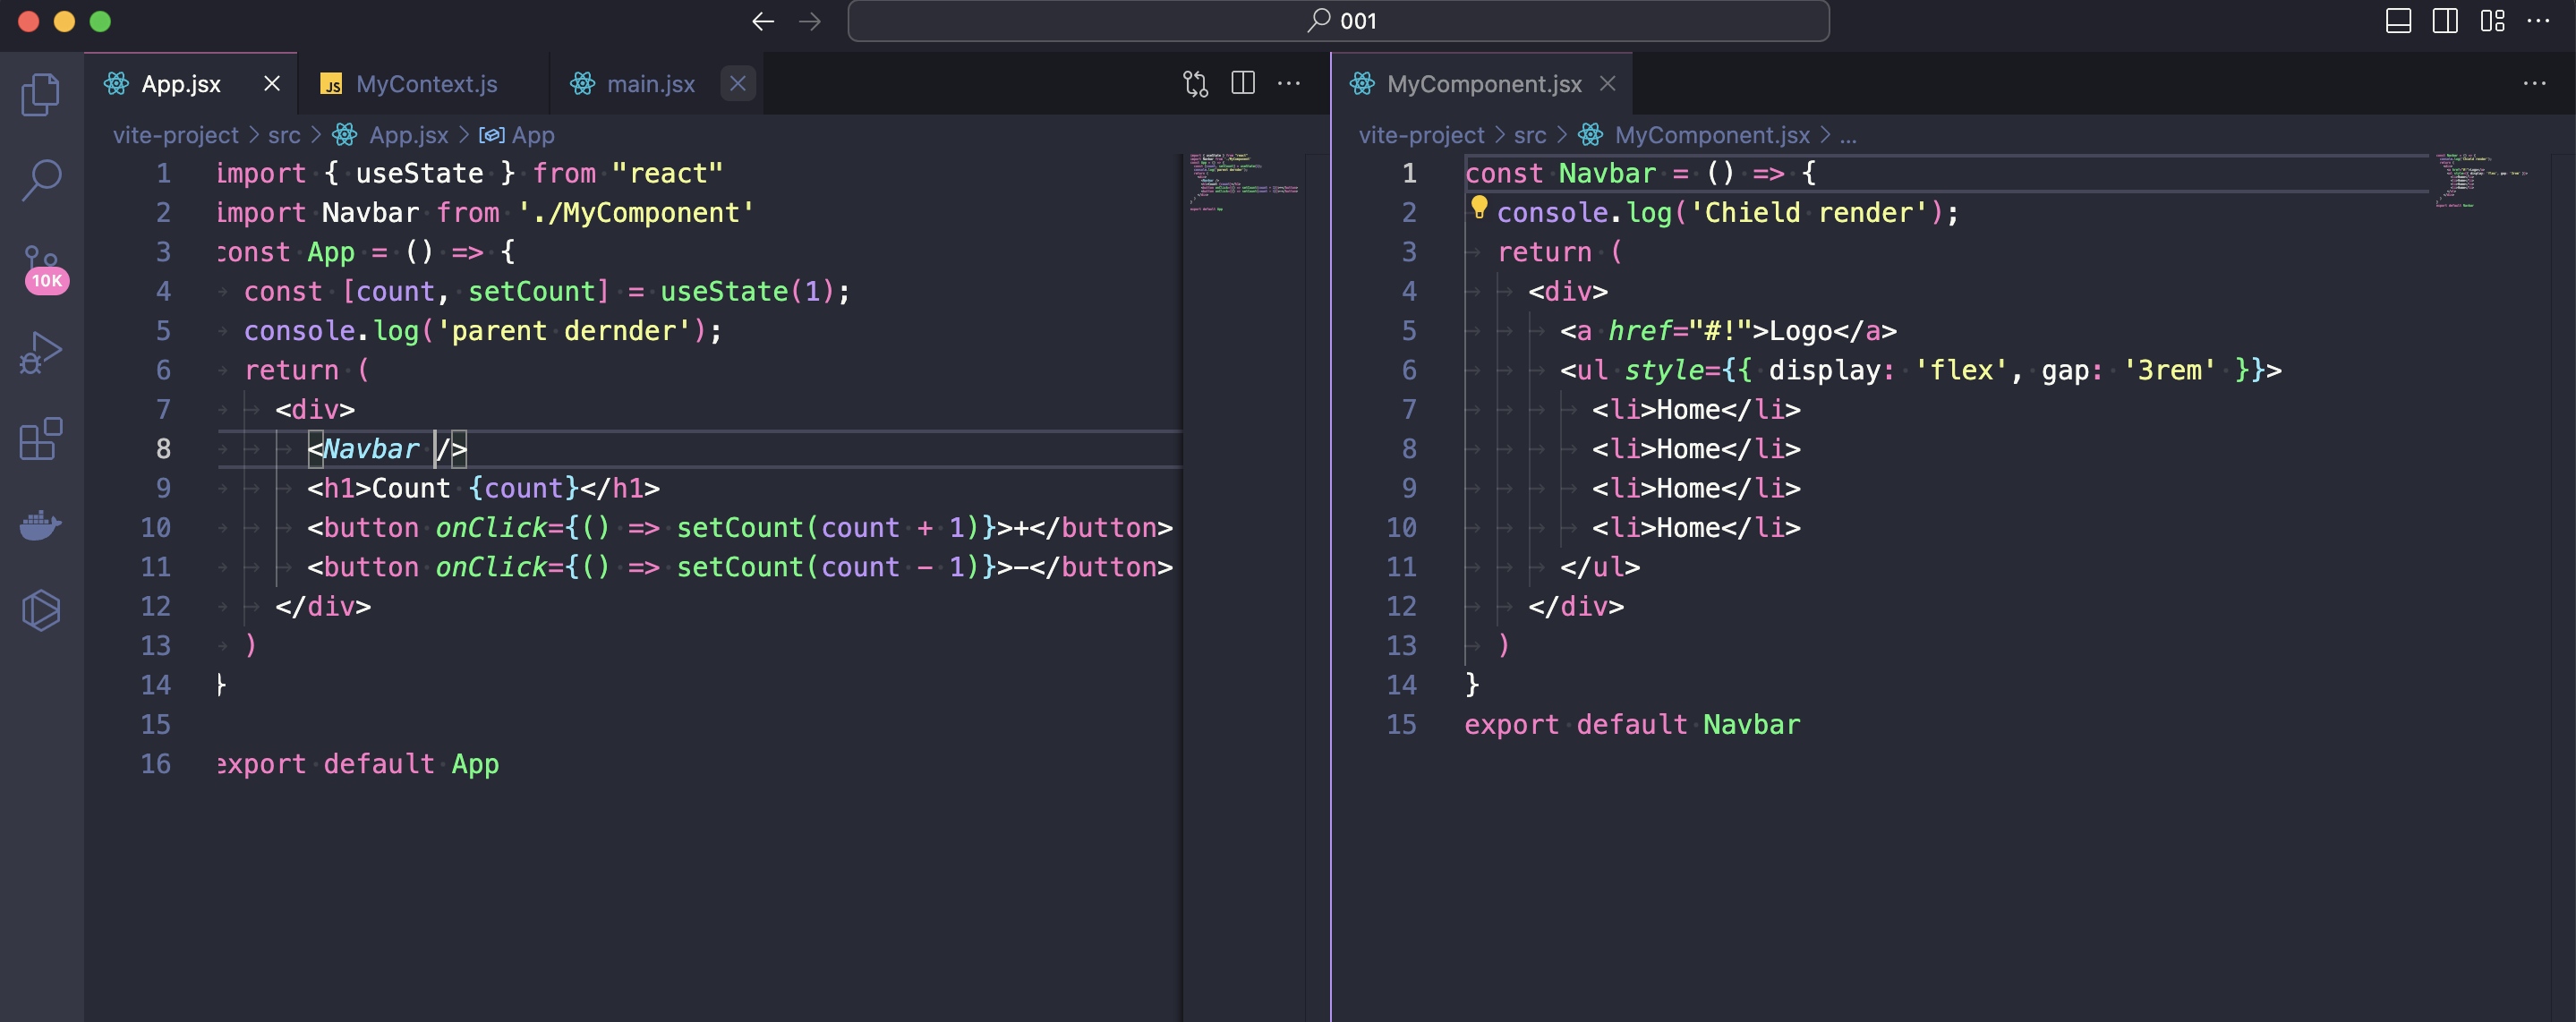 001
App.jsx
MyContext.js
main.jsx
MyComponent.jsx
10K
vite-project > src > App.jsx > App
1 import { useState } from "react"
2 import Navbar from './MyComponent'
3 const App = () => {
4 const [count, setCount] = useState(1);
5 console.log('parent dernder');
6 return (
7 <div>
8 <Navbar />
9 <h1>Count {count}</h1>
10 <button onClick={() => setCount(count + 1)}>+</button>
11 <button onClick={() => setCount(count - 1)}>-</button>
12 </div>
13 )
14 }
15
16 export default App
vite-project > src > MyComponent.jsx > ...
1 const Navbar = () => {
2 console.log('Chield render');
3 return (
4 <div>
5 <a href="#!">Logo</a>
6 <ul style={{ display: 'flex', gap: '3rem' }}>
7 <li>Home</li>
8 <li>Home</li>
9 <li>Home</li>
10 <li>Home</li>
11 </ul>
12 </div>
13 )
14 }
15 export default Navbar